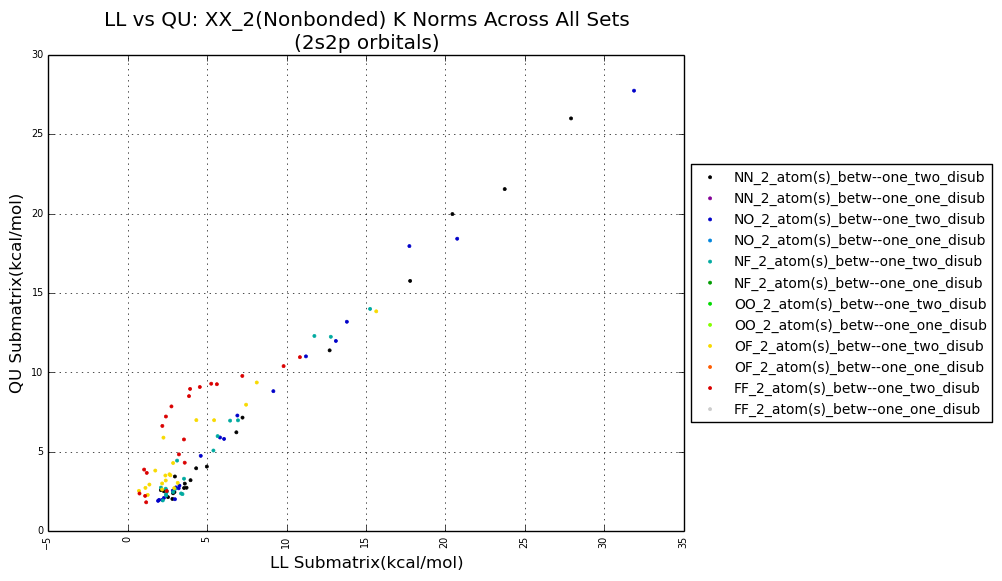 LL vs QU: XX_2(Nonbonded) K Norms Across All Sets
(2s2p orbitals)
30
25
20
15
10
5
0
QU Submatrix(kcal/mol)
−5
0
5
10
15
20
25
30
35
LL Submatrix(kcal/mol)
NN_2_atom(s)_betw--one_two_disub
NN_2_atom(s)_betw--one_one_disub
NO_2_atom(s)_betw--one_two_disub
NO_2_atom(s)_betw--one_one_disub
NF_2_atom(s)_betw--one_two_disub
NF_2_atom(s)_betw--one_one_disub
OO_2_atom(s)_betw--one_two_disub
OO_2_atom(s)_betw--one_one_disub
OF_2_atom(s)_betw--one_two_disub
OF_2_atom(s)_betw--one_one_disub
FF_2_atom(s)_betw--one_two_disub
FF_2_atom(s)_betw--one_one_disub